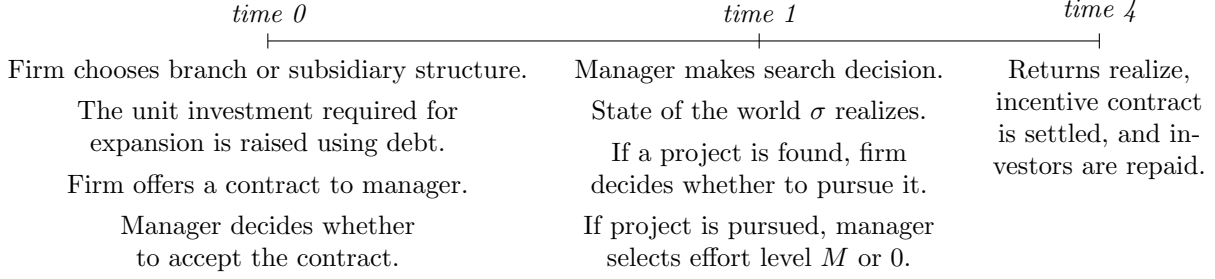 time 0
time 1
time 4
Firm chooses branch or subsidiary structure.
The unit investment required for
expansion is raised using debt.
Firm offers a contract to manager.
Manager decides whether
to accept the contract.
Manager makes search decision.
State of the world σ realizes.
If a project is found, firm
decides whether to pursue it.
If project is pursued, manager
selects effort level M or 0.
Returns realize,
incentive contract
is settled, and in-
vestors are repaid.